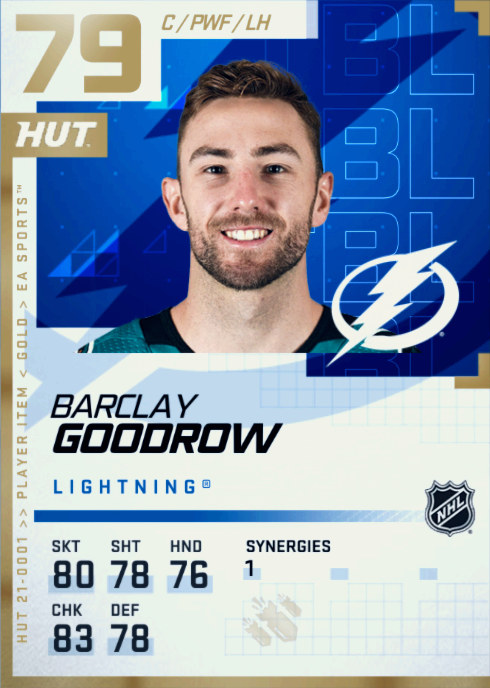 79
C / PWF / LH
HUT
BL
BL
BL
HUT 21-0001 >> PLAYER ITEM < GOLD > EA SPORTS™
BARCLAY
GOODROW
LIGHTNING
NHL
SKT SHT HND SYNERGIES
80 78 76 1
CHK DEF
83 78